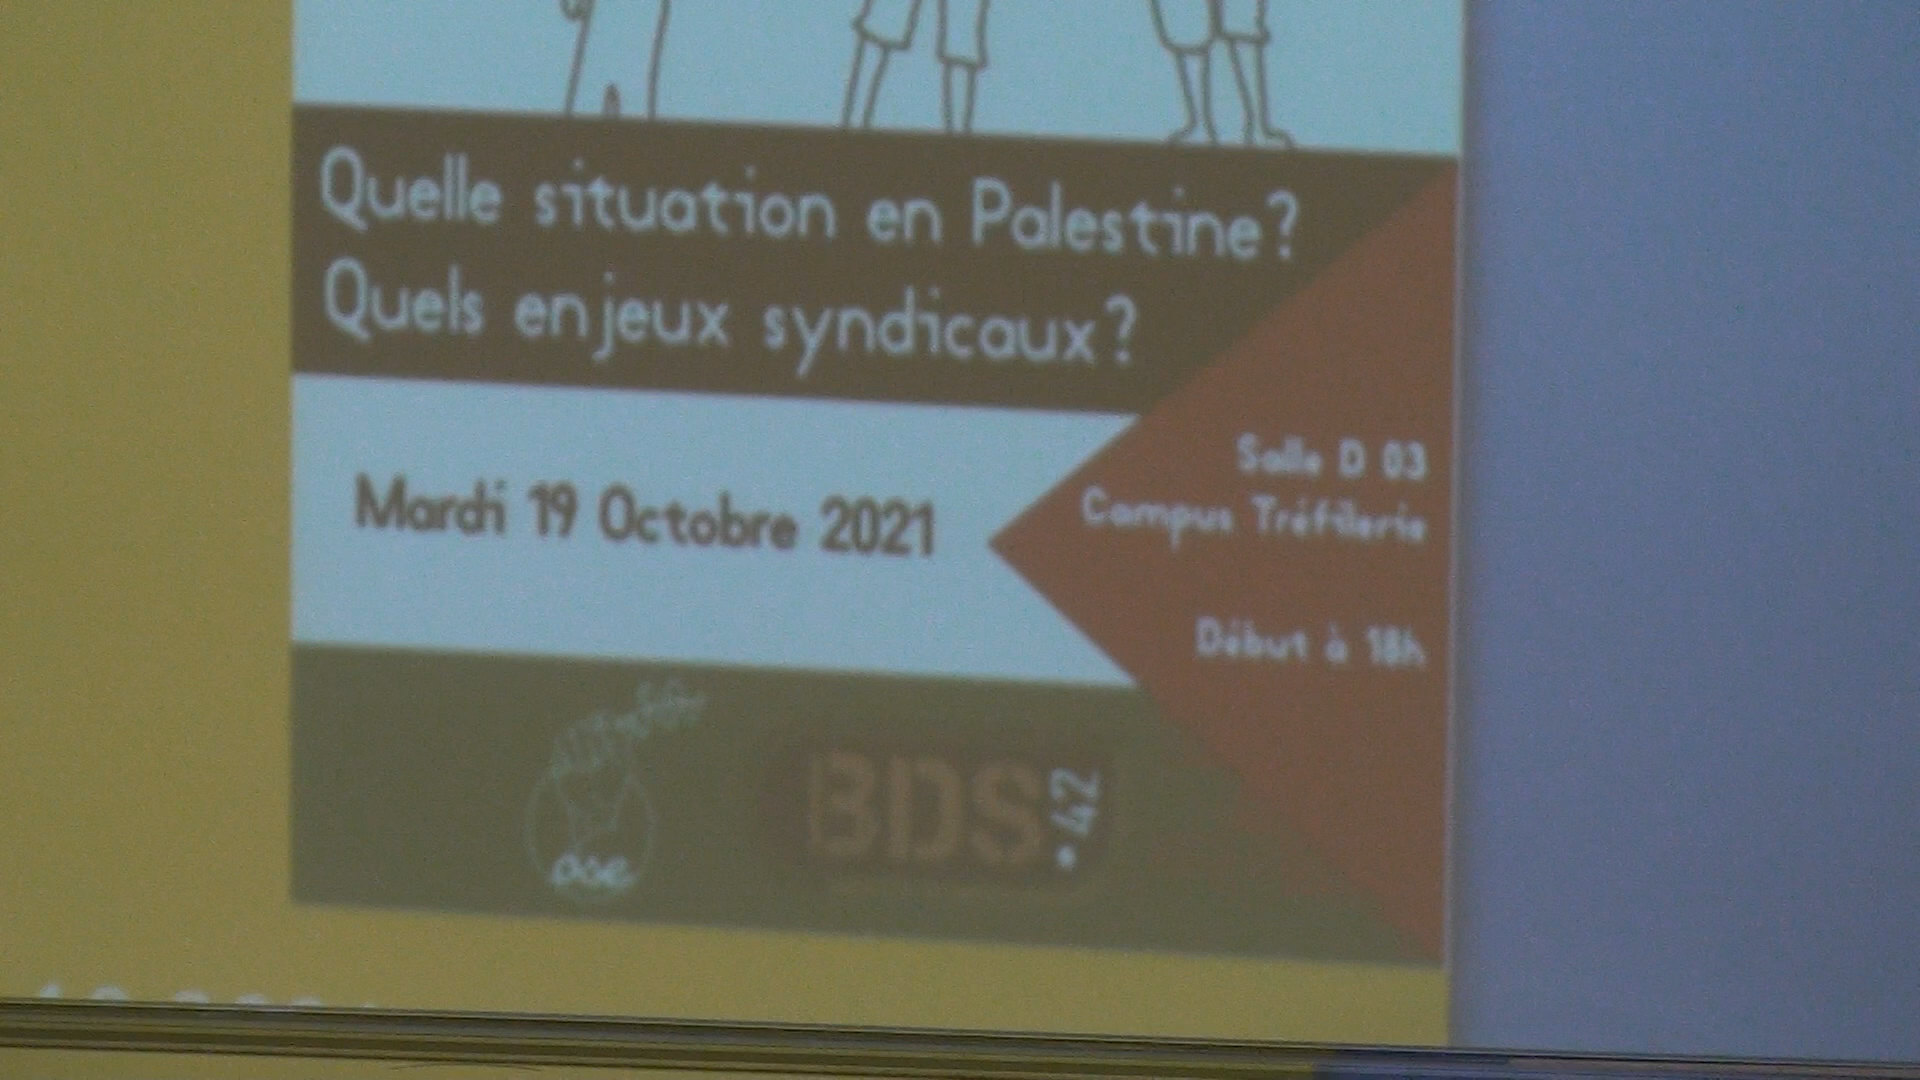 Quelle situation en Palestine?
Quels enjeux syndicaux?
Mardi 19 Octobre 2021
Salle D 03
Campus Tréfilerie
Début à 18h
ase
BDS
.42